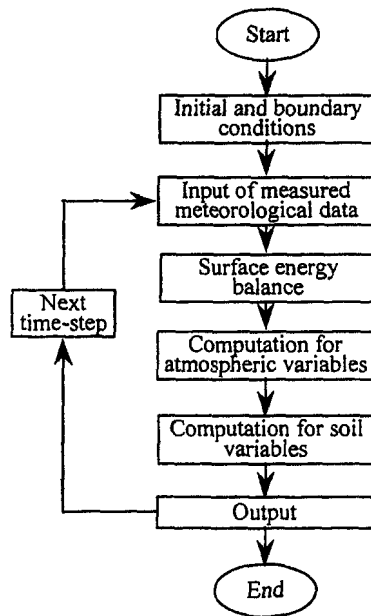 Start
Initial and boundary
conditions
Input of measured
meteorological data
Surface energy
balance
Next
time-step
Computation for
atmospheric variables
Computation for soil
variables
Output
End